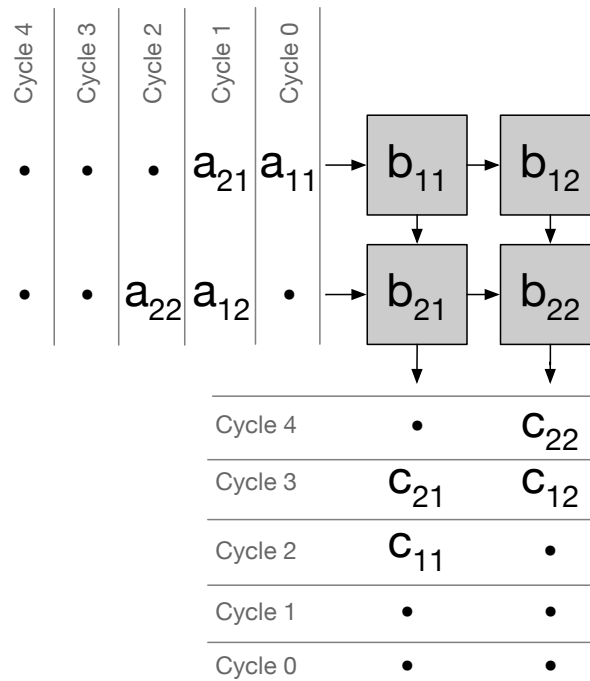 Cycle 4 Cycle 3 Cycle 2 Cycle 1 Cycle 0
• • • a₂₁ a₁₁ b₁₁ b₁₂
• • a₂₂ a₁₂ • b₂₁ b₂₂
Cycle 4 • c₂₂
Cycle 3 c₂₁ c₁₂
Cycle 2 c₁₁ •
Cycle 1 • •
Cycle 0 • •